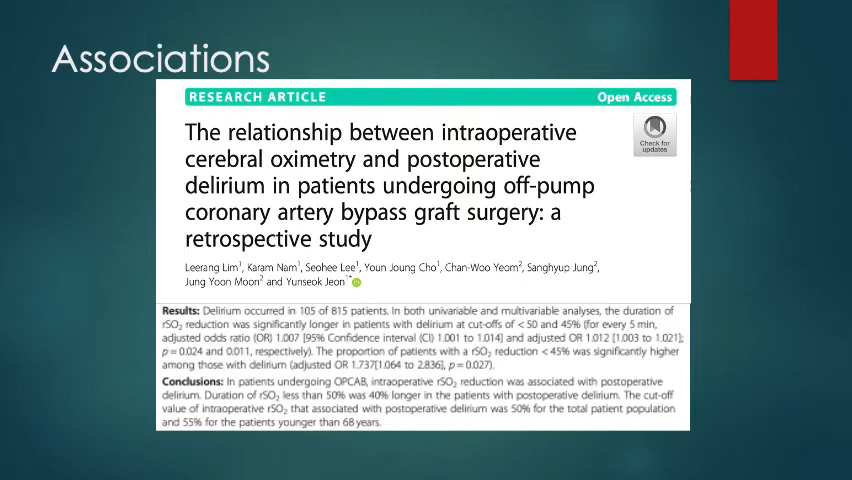 Associations
RESEARCH ARTICLE
Open Access
Check for
updates
The relationship between intraoperative
cerebral oximetry and postoperative
delirium in patients undergoing off-pump
coronary artery bypass graft surgery: a
retrospective study
Leerang Lim¹, Karam Nam¹, Seohee Lee¹, Youn Joung Cho¹, Chan-Woo Yeom², Sanghyup Jung²,
Jung Yoon Moon² and Yunseok Jeon¹*
Results: Delirium occurred in 105 of 815 patients. In both univariable and multivariable analyses, the duration of
rSO₂ reduction was significantly longer in patients with delirium at cut-offs of < 50 and 45% (for every 5 min,
adjusted odds ratio (OR) 1.007 [95% Confidence interval (CI) 1.001 to 1.014] and adjusted OR 1.012 [1.003 to 1.021];
p = 0.024 and 0.011, respectively). The proportion of patients with a rSO₂ reduction < 45% was significantly higher
among those with delirium (adjusted OR 1.737[1.064 to 2.836], p = 0.027).
Conclusions: In patients undergoing OPCAB, intraoperative rSO₂ reduction was associated with postoperative
delirium. Duration of rSO₂ less than 50% was 40% longer in the patients with postoperative delirium. The cut-off
value of intraoperative rSO₂ that associated with postoperative delirium was 50% for the total patient population
and 55% for the patients younger than 68 years.